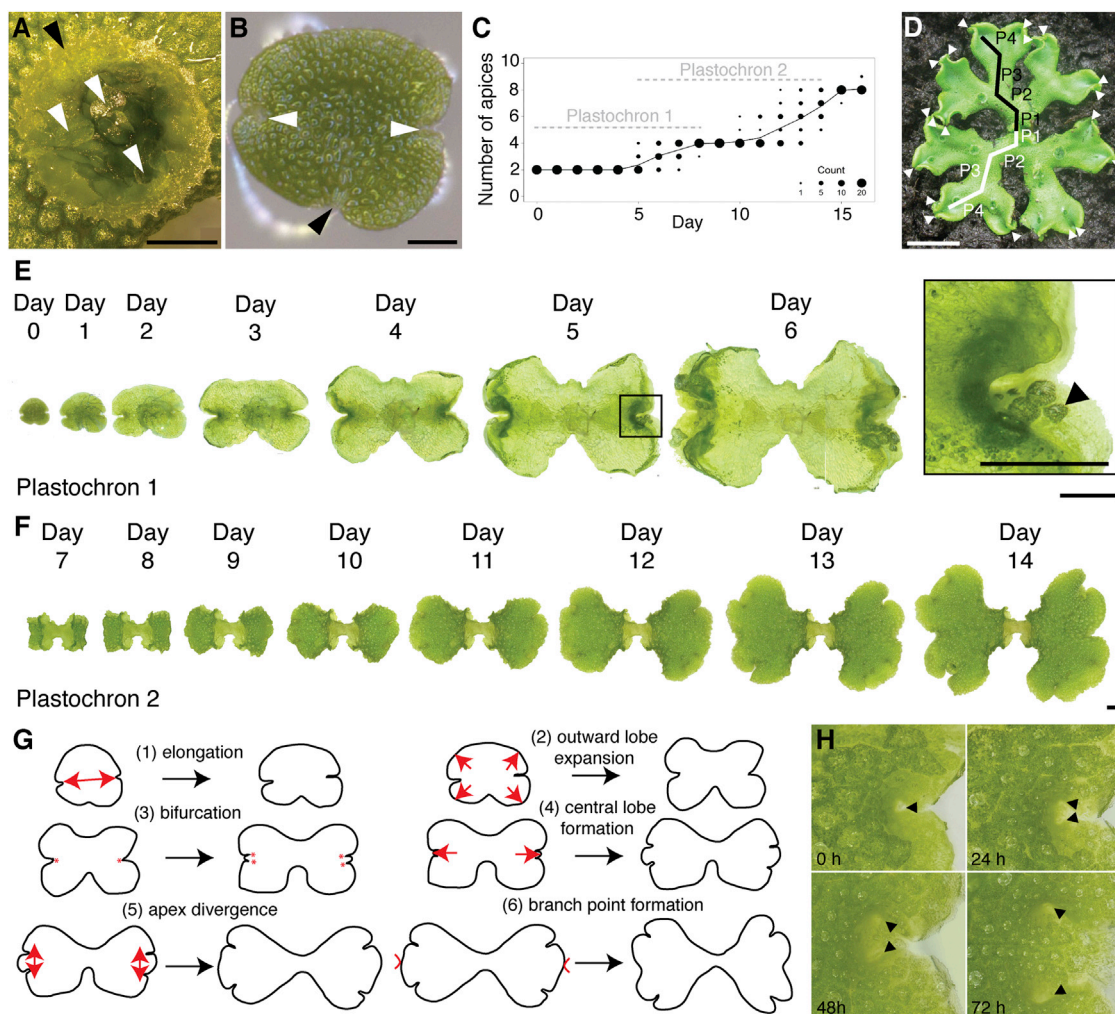 A
B
C
Number of apices
10
8
6
4
2
0
Plastochron 2
Plastochron 1
Count
1 5 10 20
0 5 10 15
Day
D
P4
P3
P2
P1
P1
P2
P3
P4
E
Day Day Day Day Day Day Day
0 1 2 3 4 5 6
Plastochron 1
F
Day Day Day Day Day Day Day Day
7 8 9 10 11 12 13 14
Plastochron 2
G
(1) elongation
(2) outward lobe
expansion
(3) bifurcation
(4) central lobe
formation
(5) apex divergence
(6) branch point formation
H
0 h
24 h
48h
72 h